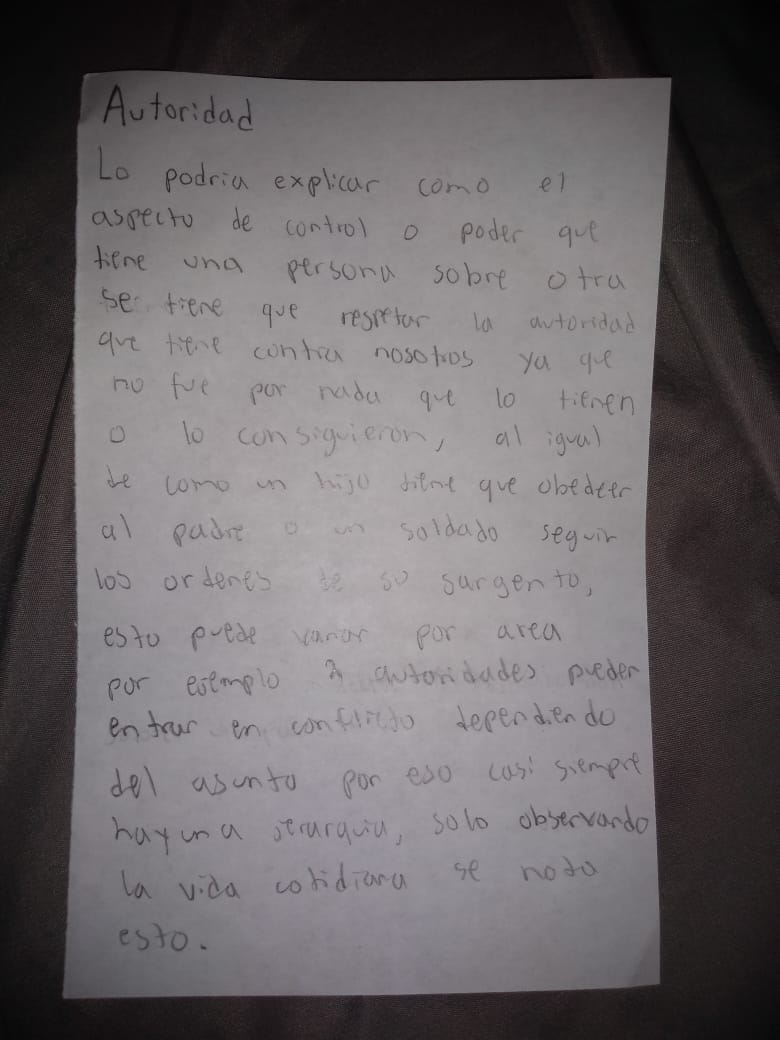 Autoridad
Lo podria explicar como el
aspecto de control o poder que
tiene una persona sobre otra
se tiene que respetar la autoridad
que tiene contra nosotros ya que
no fue por nada que lo tienen
o lo consiguieron, al igual
de como un hijo tiene que obedecer
al padre o un soldado seguir
los ordenes de su sargento,
esto puede variar por area
por ejemplo 3 autoridades pueden
entrar en conflicto dependiendo
del asunto por eso casi siempre
hay una jerarquia, solo observando
la vida cotidiana se nota
esto.